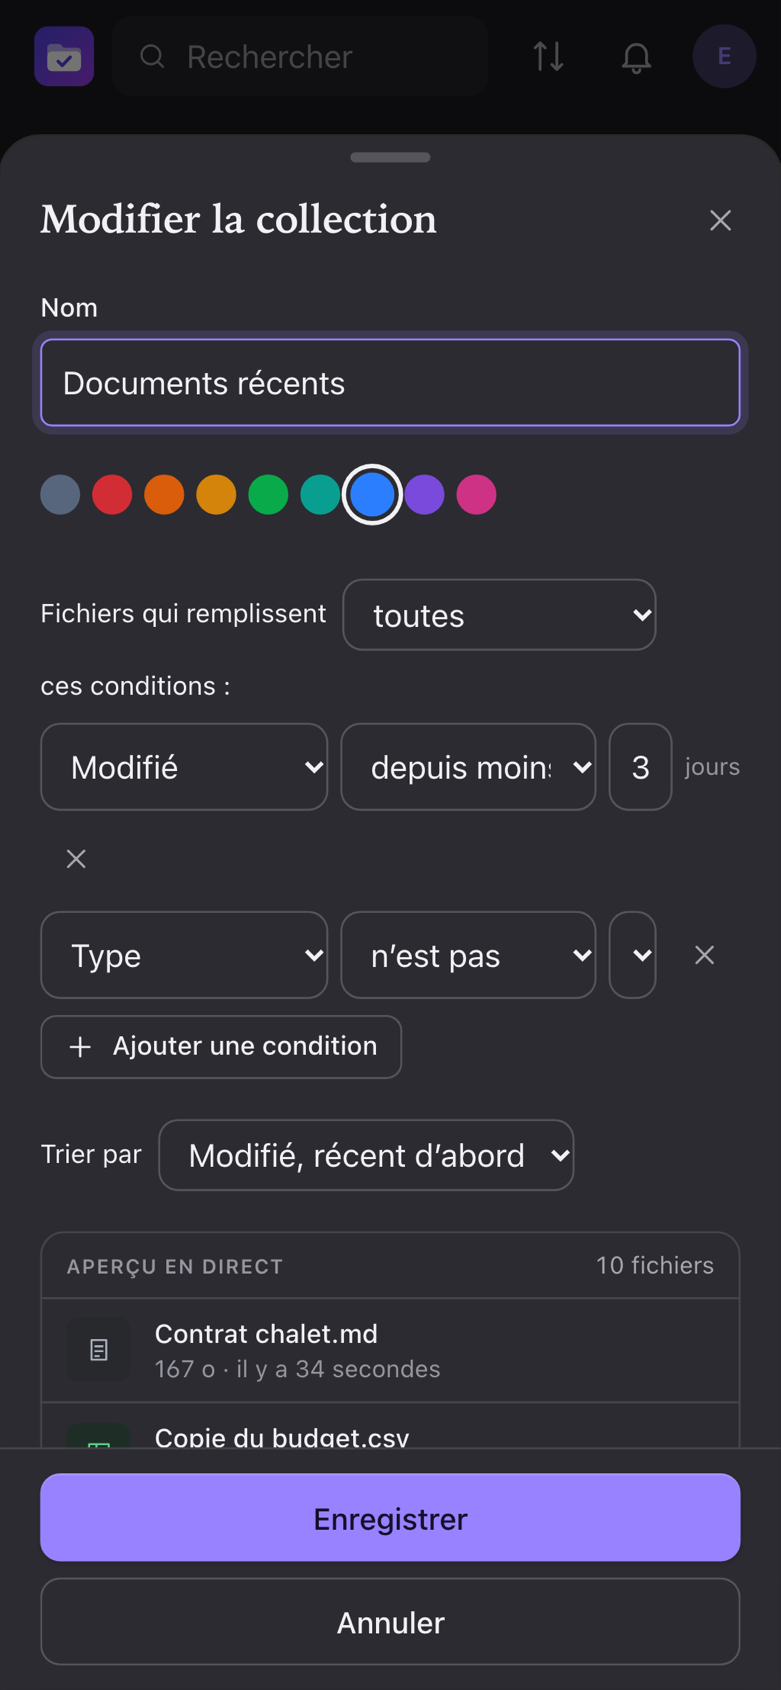 Rechercher
E
Modifier la collection
Nom
Documents récents
Fichiers qui remplissent toutes
ces conditions :
Modifié depuis moins 3 jours
Type n’est pas
Ajouter une condition
Trier par Modifié, récent d’abord
APERÇU EN DIRECT 10 fichiers
Contrat chalet.md
167 o · il y a 34 secondes
Copie du budget.csv
Enregistrer
Annuler